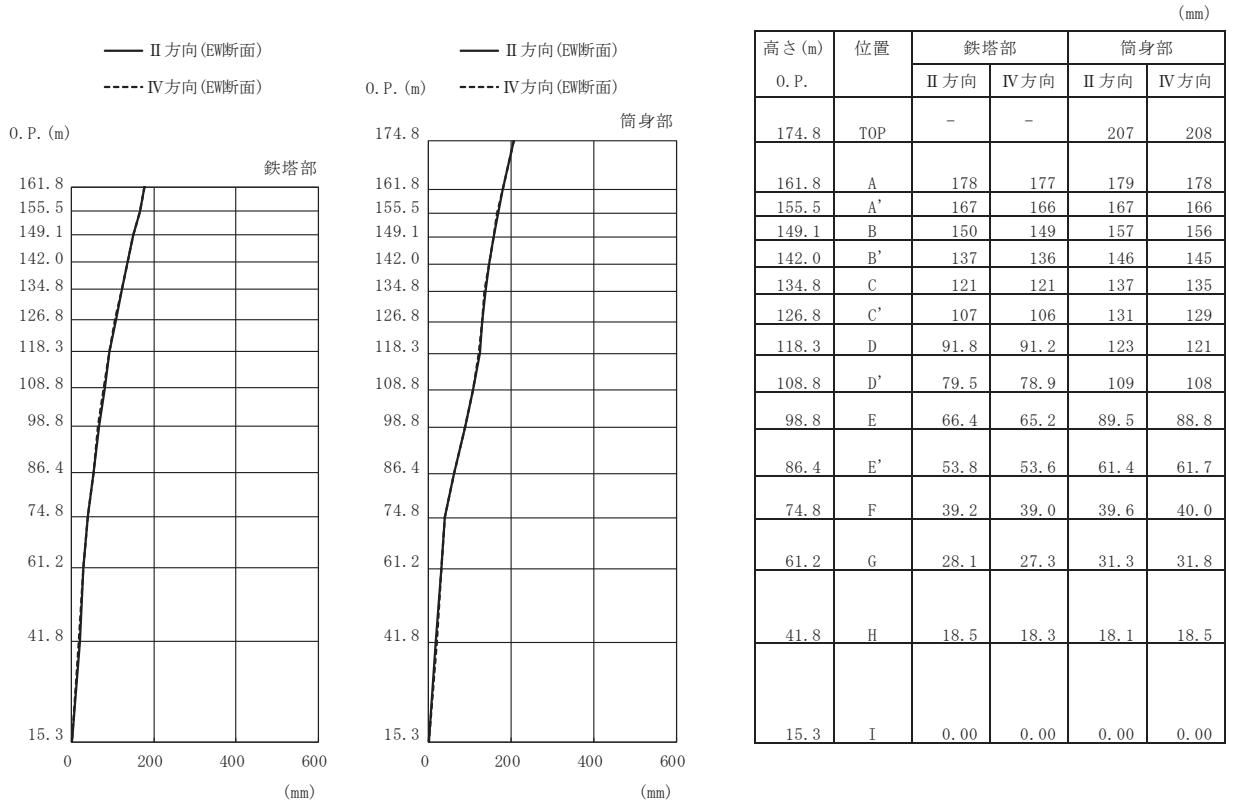 Ⅱ方向(EW断面)
Ⅳ方向(EW断面)
O.P.(m)
鉄塔部
161.8
155.5
149.1
142.0
134.8
126.8
118.3
108.8
98.8
86.4
74.8
61.2
41.8
15.3
0 200 400 600
(mm)
Ⅱ方向(EW断面)
O.P.(m) Ⅳ方向(EW断面)
筒身部
174.8
161.8
155.5
149.1
142.0
134.8
126.8
118.3
108.8
98.8
86.4
74.8
61.2
41.8
15.3
0 200 400 600
(mm)
(mm)
高さ(m) 位置 鉄塔部 筒身部
O.P. Ⅱ方向 Ⅳ方向 Ⅱ方向 Ⅳ方向
174.8 TOP － － 207 208
161.8 A 178 177 179 178
155.5 A' 167 166 167 166
149.1 B 150 149 157 156
142.0 B' 137 136 146 145
134.8 C 121 121 137 135
126.8 C' 107 106 131 129
118.3 D 91.8 91.2 123 121
108.8 D' 79.5 78.9 109 108
98.8 E 66.4 65.2 89.5 88.8
86.4 E' 53.8 53.6 61.4 61.7
74.8 F 39.2 39.0 39.6 40.0
61.2 G 28.1 27.3 31.3 31.8
41.8 H 18.5 18.3 18.1 18.5
15.3 I 0.00 0.00 0.00 0.00